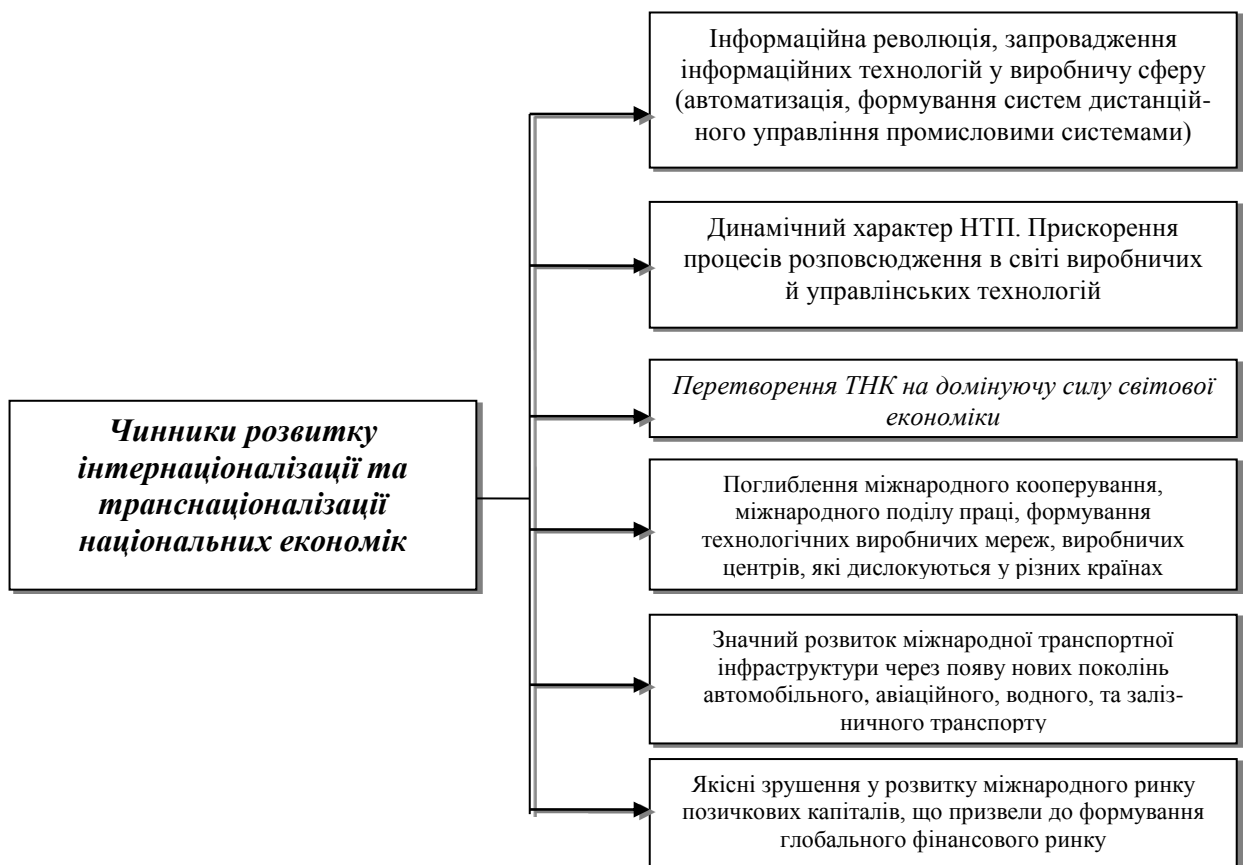 Інформаційна революція, запровадження
інформаційних технологій у виробничу сферу
(автоматизація, формування систем дистанцій-
ного управління промисловими системами)
Динамічний характер НТП. Прискорення
процесів розповсюдження в світі виробничих
й управлінських технологій
Перетворення ТНК на домінуючу силу світової
економіки
Чинники розвитку
інтернаціоналізації та
транснаціоналізації
національних економік
Поглиблення міжнародного кооперування,
міжнародного поділу праці, формування
технологічних виробничих мереж, виробничих
центрів, які дислокуються у різних країнах
Значний розвиток міжнародної транспортної
інфраструктури через появу нових поколінь
автомобільного, авіаційного, водного, та заліз-
ничного транспорту
Якісні зрушення у розвитку міжнародного ринку
позичкових капіталів, що призвели до формування
глобального фінансового ринку